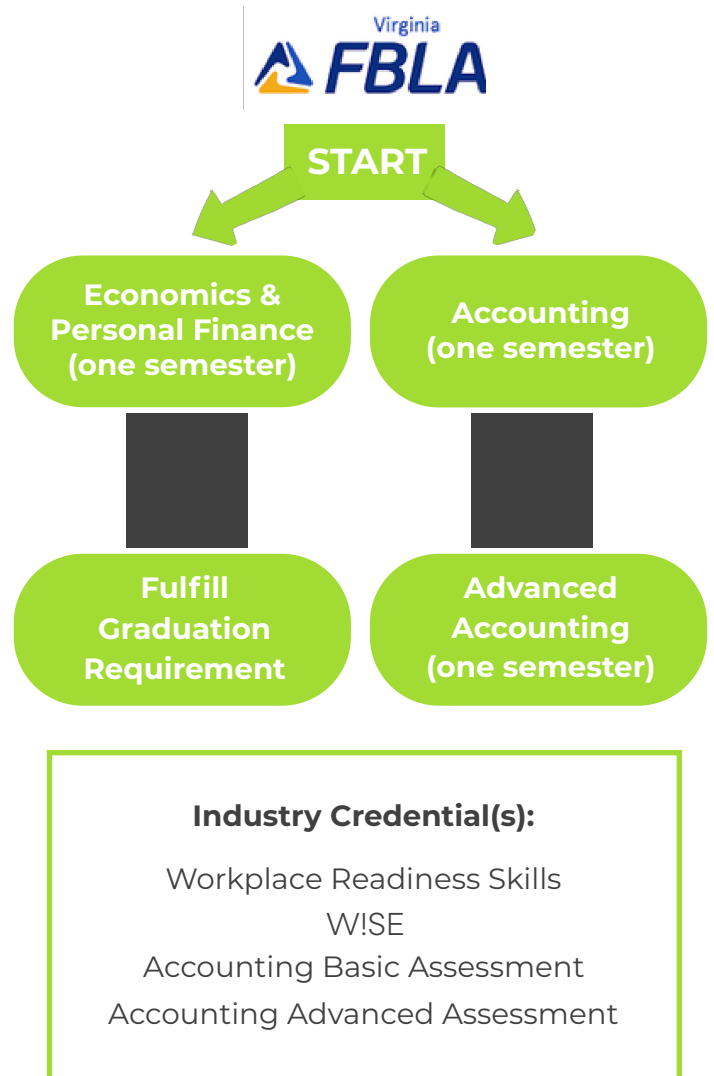 Virginia
FBLA
START
Economics &
Personal Finance
(one semester)
Accounting
(one semester)
Fulfill
Graduation
Requirement
Advanced
Accounting
(one semester)
Industry Credential(s):
Workplace Readiness Skills
W!SE
Accounting Basic Assessment
Accounting Advanced Assessment